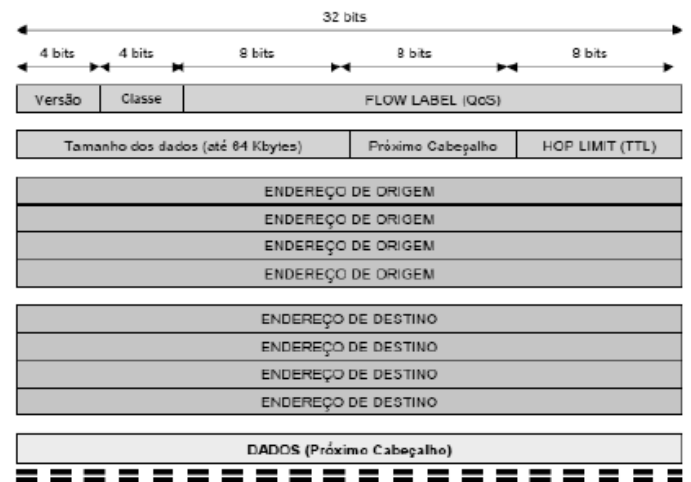 32 bits
4 bits 4 bits 8 bits 8 bits 8 bits
Versão Classe FLOW LABEL (QoS)
Tamanho dos dados (até 64 Kbytes) Próximo Cabeçalho HOP LIMIT (TTL)
ENDEREÇO DE ORIGEM
ENDEREÇO DE ORIGEM
ENDEREÇO DE ORIGEM
ENDEREÇO DE ORIGEM
ENDEREÇO DE DESTINO
ENDEREÇO DE DESTINO
ENDEREÇO DE DESTINO
ENDEREÇO DE DESTINO
DADOS (Próximo Cabeçalho)